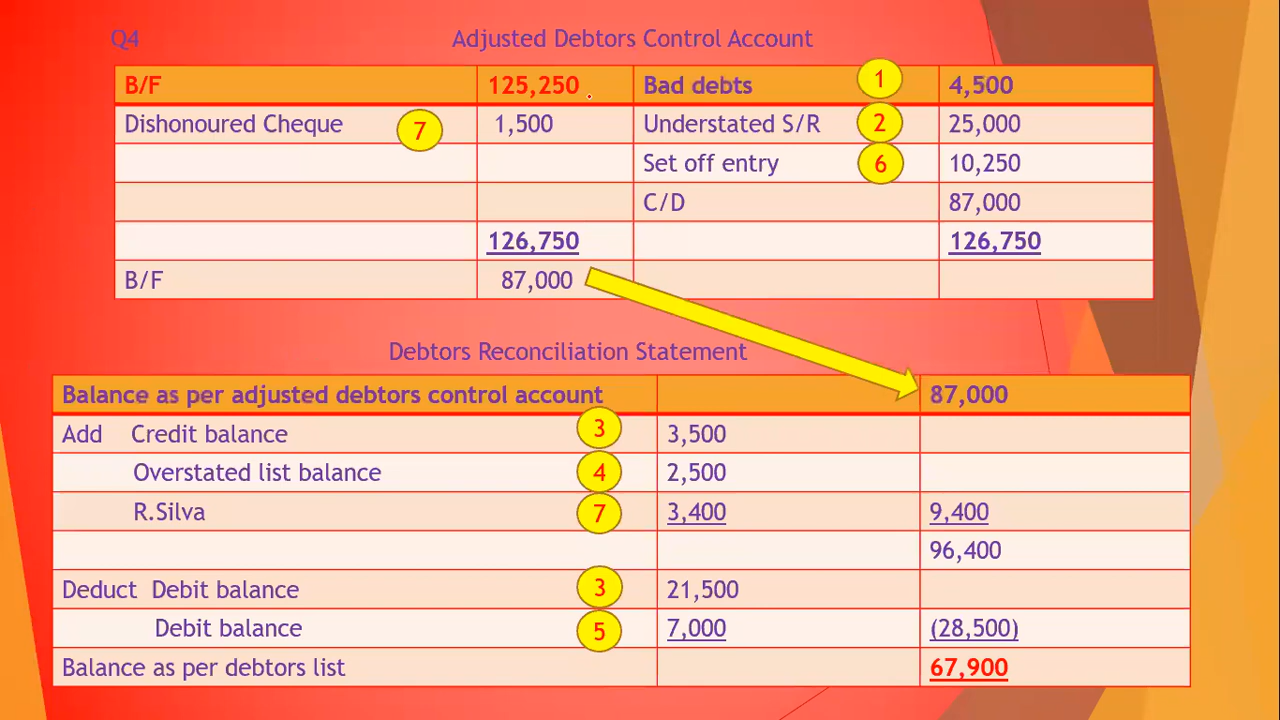 Q4 Adjusted Debtors Control Account
B/F 125,250 . Bad debts 1 4,500
Dishonoured Cheque 7 1,500 Understated S/R 2 25,000
Set off entry 6 10,250
C/D 87,000
126,750 126,750
B/F 87,000
Debtors Reconciliation Statement
Balance as per adjusted debtors control account 87,000
Add Credit balance 3 3,500
Overstated list balance 4 2,500
R.Silva 7 3,400 9,400
96,400
Deduct Debit balance 3 21,500
Debit balance 5 7,000 (28,500)
Balance as per debtors list 67,900